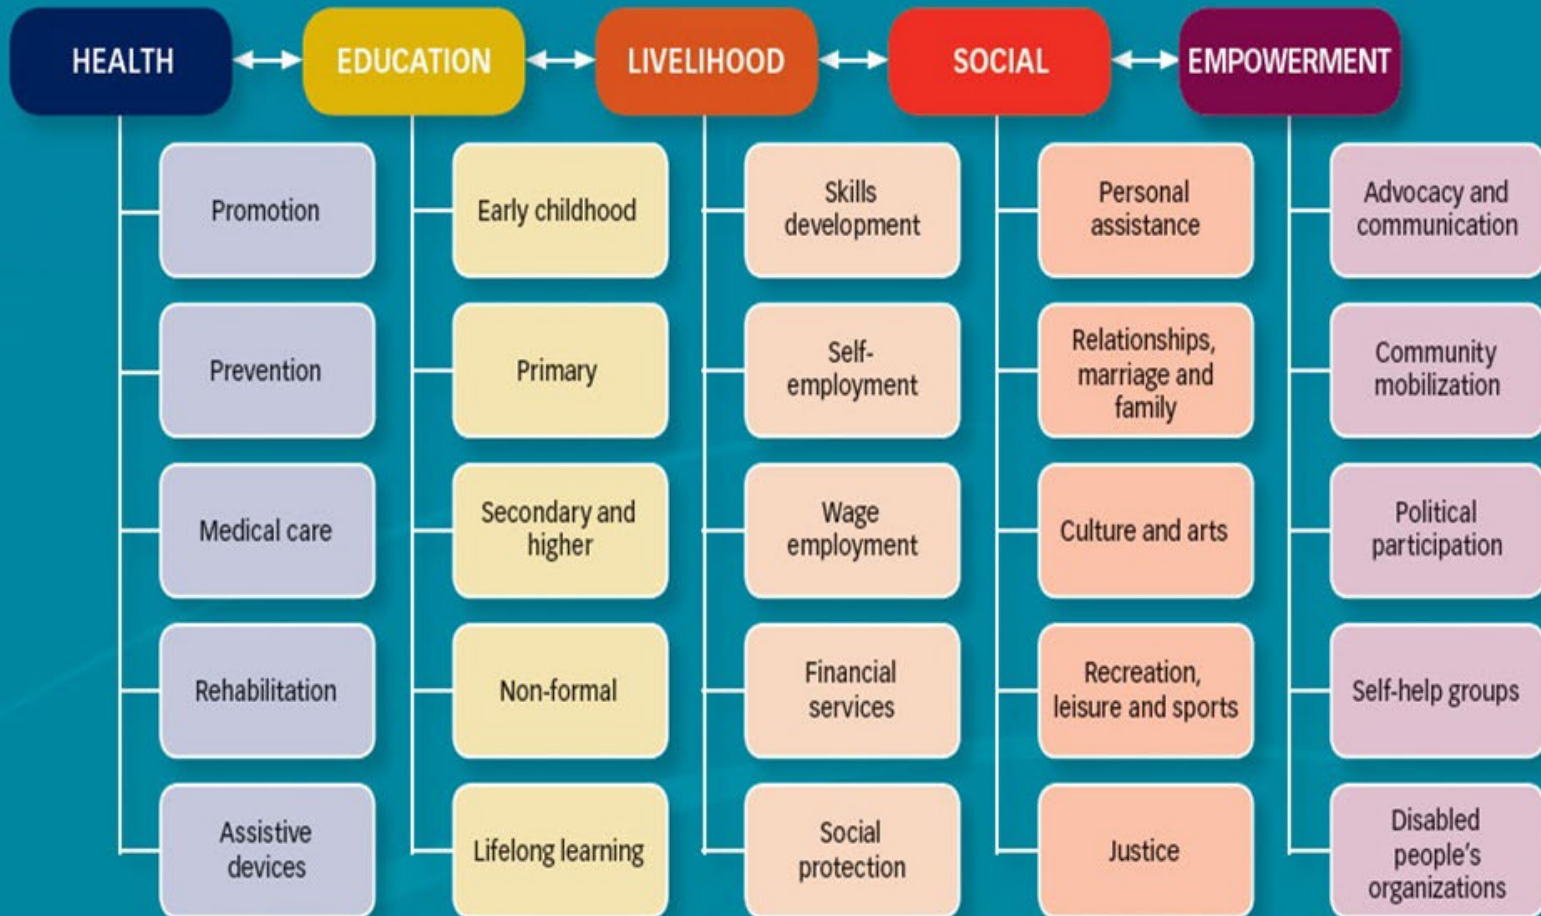 HEALTH
EDUCATION
LIVELIHOOD
SOCIAL
EMPOWERMENT
Promotion
Prevention
Medical care
Rehabilitation
Assistive
devices
Early childhood
Primary
Secondary and
higher
Non-formal
Lifelong learning
Skills
development
Self-
employment
Wage
employment
Financial
services
Social
protection
Personal
assistance
Relationships,
marriage and
family
Culture and arts
Recreation,
leisure and sports
Justice
Advocacy and
communication
Community
mobilization
Political
participation
Self-help groups
Disabled
people's
organizations